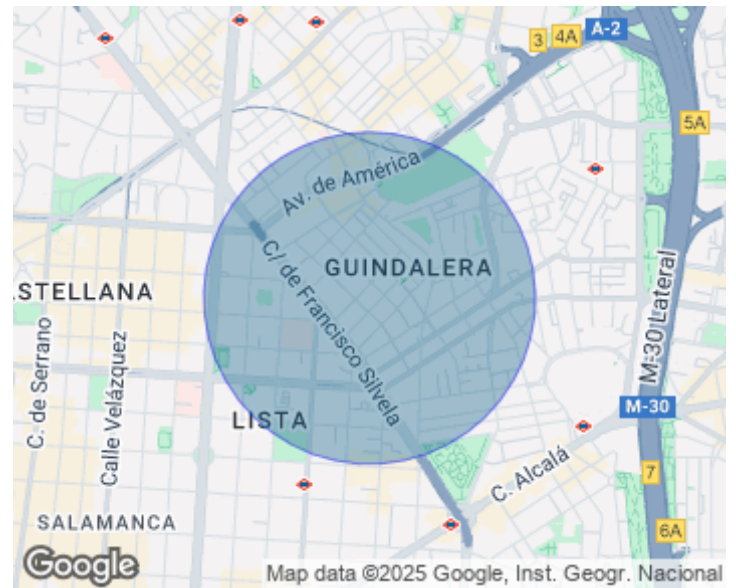 3
4A
A-2
5A
Av. de América
C/ de Francisco Silvela
GUINDALERA
ASTELLANA
M-30 Lateral
C. de Serrano
Calle Velázquez
LISTA
M-30
C. Alcalá
7
SALAMANCA
6A
Google
Map data ©2025 Google, Inst. Geogr. Nacional